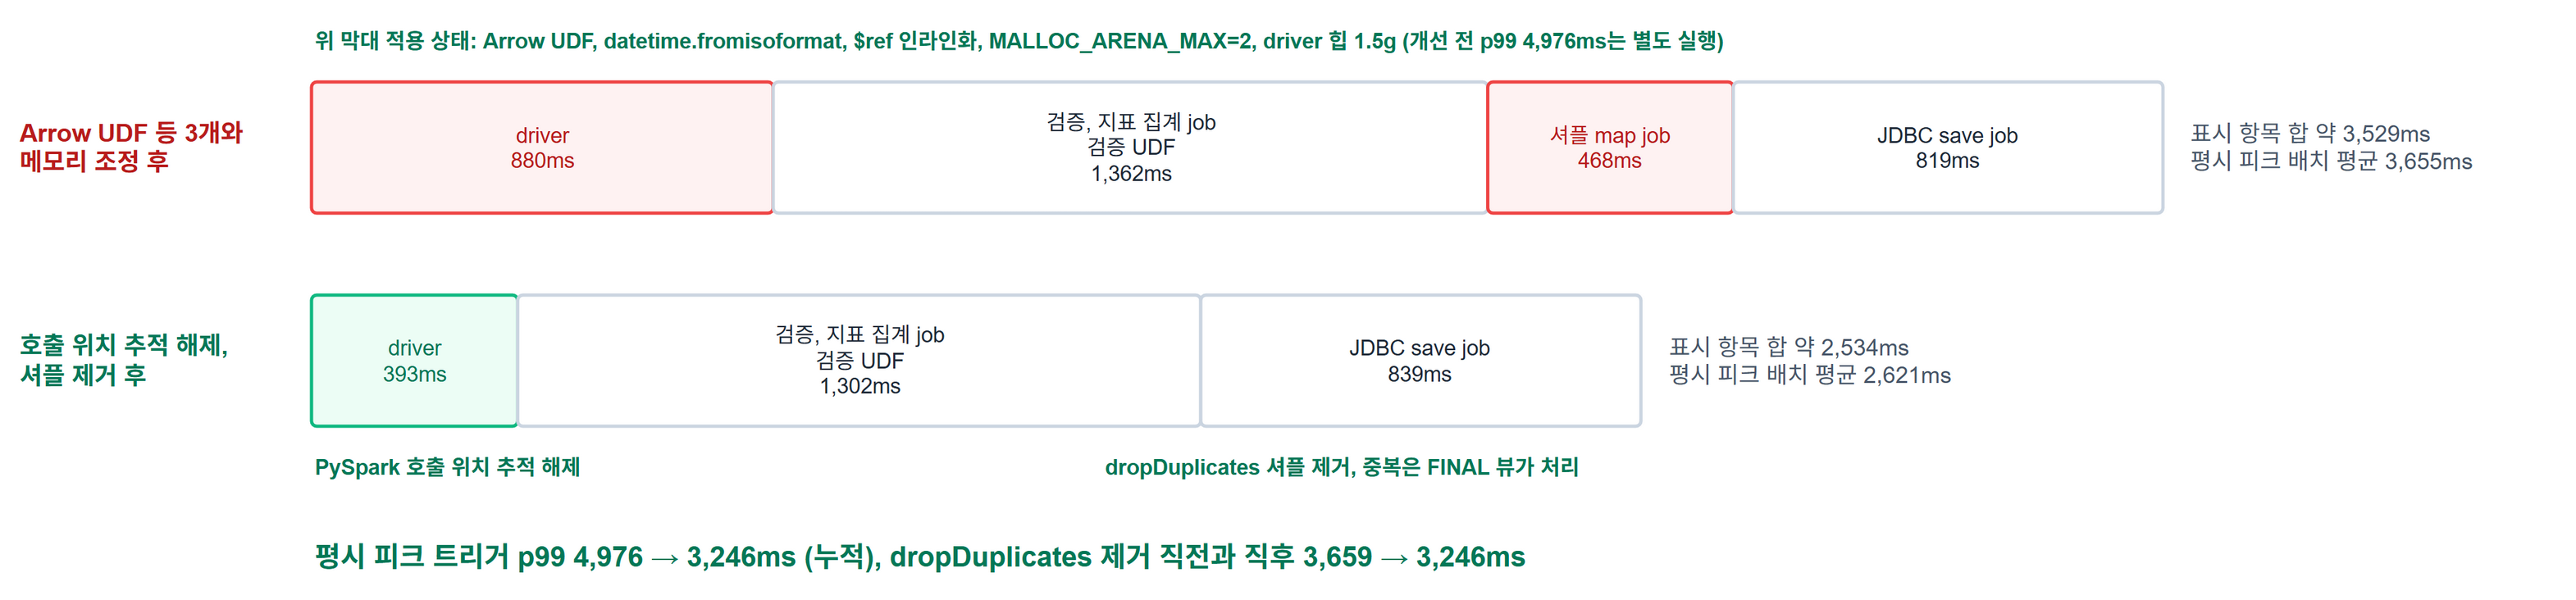 위 막대 적용 상태: Arrow UDF, datetime.fromisoformat, $ref 인라인화, MALLOC_ARENA_MAX=2, driver 힙 1.5g (개선 전 p99 4,976ms는 별도 실행)
Arrow UDF 등 3개와
메모리 조정 후
driver
880ms
검증, 지표 집계 job
검증 UDF
1,362ms
셔플 map job
468ms
JDBC save job
819ms
표시 항목 합 약 3,529ms
평시 피크 배치 평균 3,655ms
호출 위치 추적 해제,
셔플 제거 후
driver
393ms
검증, 지표 집계 job
검증 UDF
1,302ms
JDBC save job
839ms
표시 항목 합 약 2,534ms
평시 피크 배치 평균 2,621ms
PySpark 호출 위치 추적 해제
dropDuplicates 셔플 제거, 중복은 FINAL 뷰가 처리
평시 피크 트리거 p99 4,976 → 3,246ms (누적), dropDuplicates 제거 직전과 직후 3,659 → 3,246ms